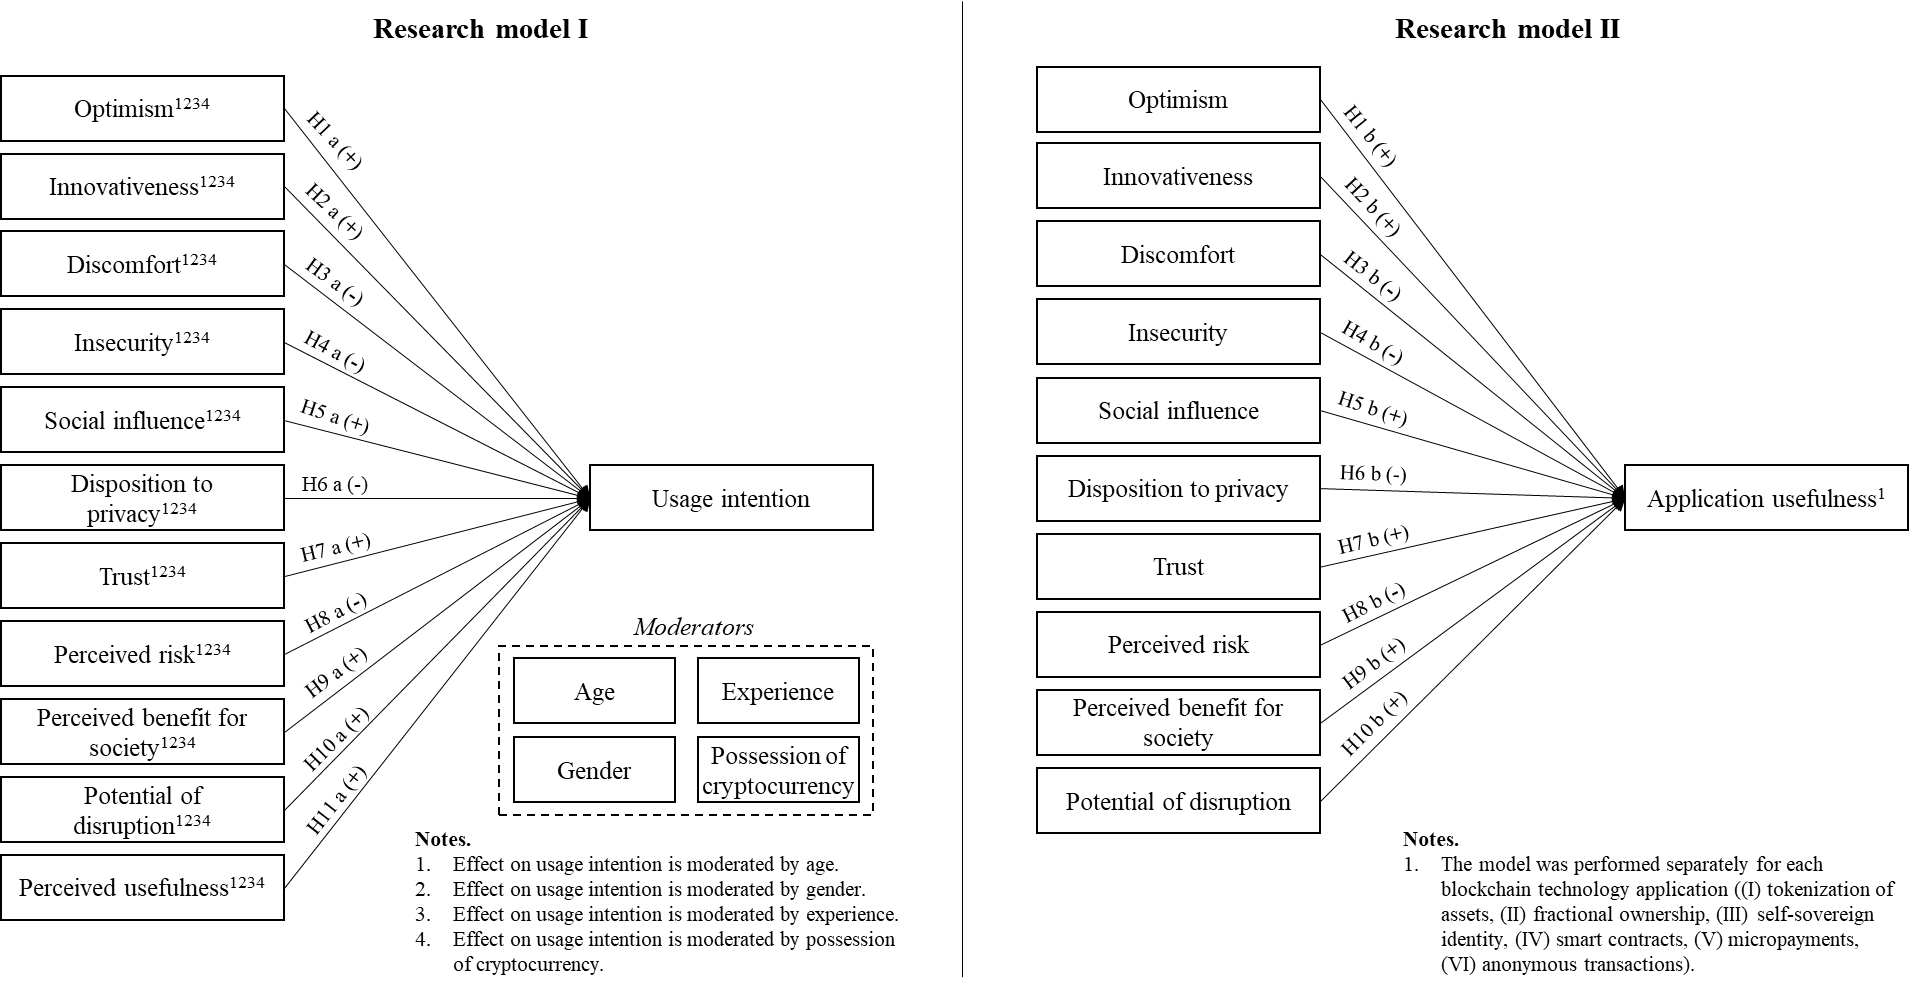 Research model I
Optimism1234
Innovativeness1234
Discomfort1234
Insecurity1234
Social influence1234
Disposition to
privacy1234
Trust1234
Perceived risk1234
Perceived benefit for
society1234
Potential of
disruption1234
Perceived usefulness1234
H1 a (+)
H2 a (+)
H3 a (-)
H4 a (-)
H5 a (+)
H6 a (-)
H7 a (+)
H8 a (-)
H9 a (+)
H10 a (+)
H11 a (+)
Usage intention
Moderators
Age
Experience
Gender
Possession of
cryptocurrency
Notes.
1. Effect on usage intention is moderated by age.
2. Effect on usage intention is moderated by gender.
3. Effect on usage intention is moderated by experience.
4. Effect on usage intention is moderated by possession
of cryptocurrency.
Research model II
Optimism
Innovativeness
Discomfort
Insecurity
Social influence
Disposition to privacy
Trust
Perceived risk
Perceived benefit for
society
Potential of disruption
H1 b (+)
H2 b (+)
H3 b (-)
H4 b (-)
H5 b (+)
H6 b (-)
H7 b (+)
H8 b (-)
H9 b (+)
H10 b (+)
Application usefulness1
Notes.
1. The model was performed separately for each
blockchain technology application ((I) tokenization of
assets, (II) fractional ownership, (III) self-sovereign
identity, (IV) smart contracts, (V) micropayments,
(VI) anonymous transactions).